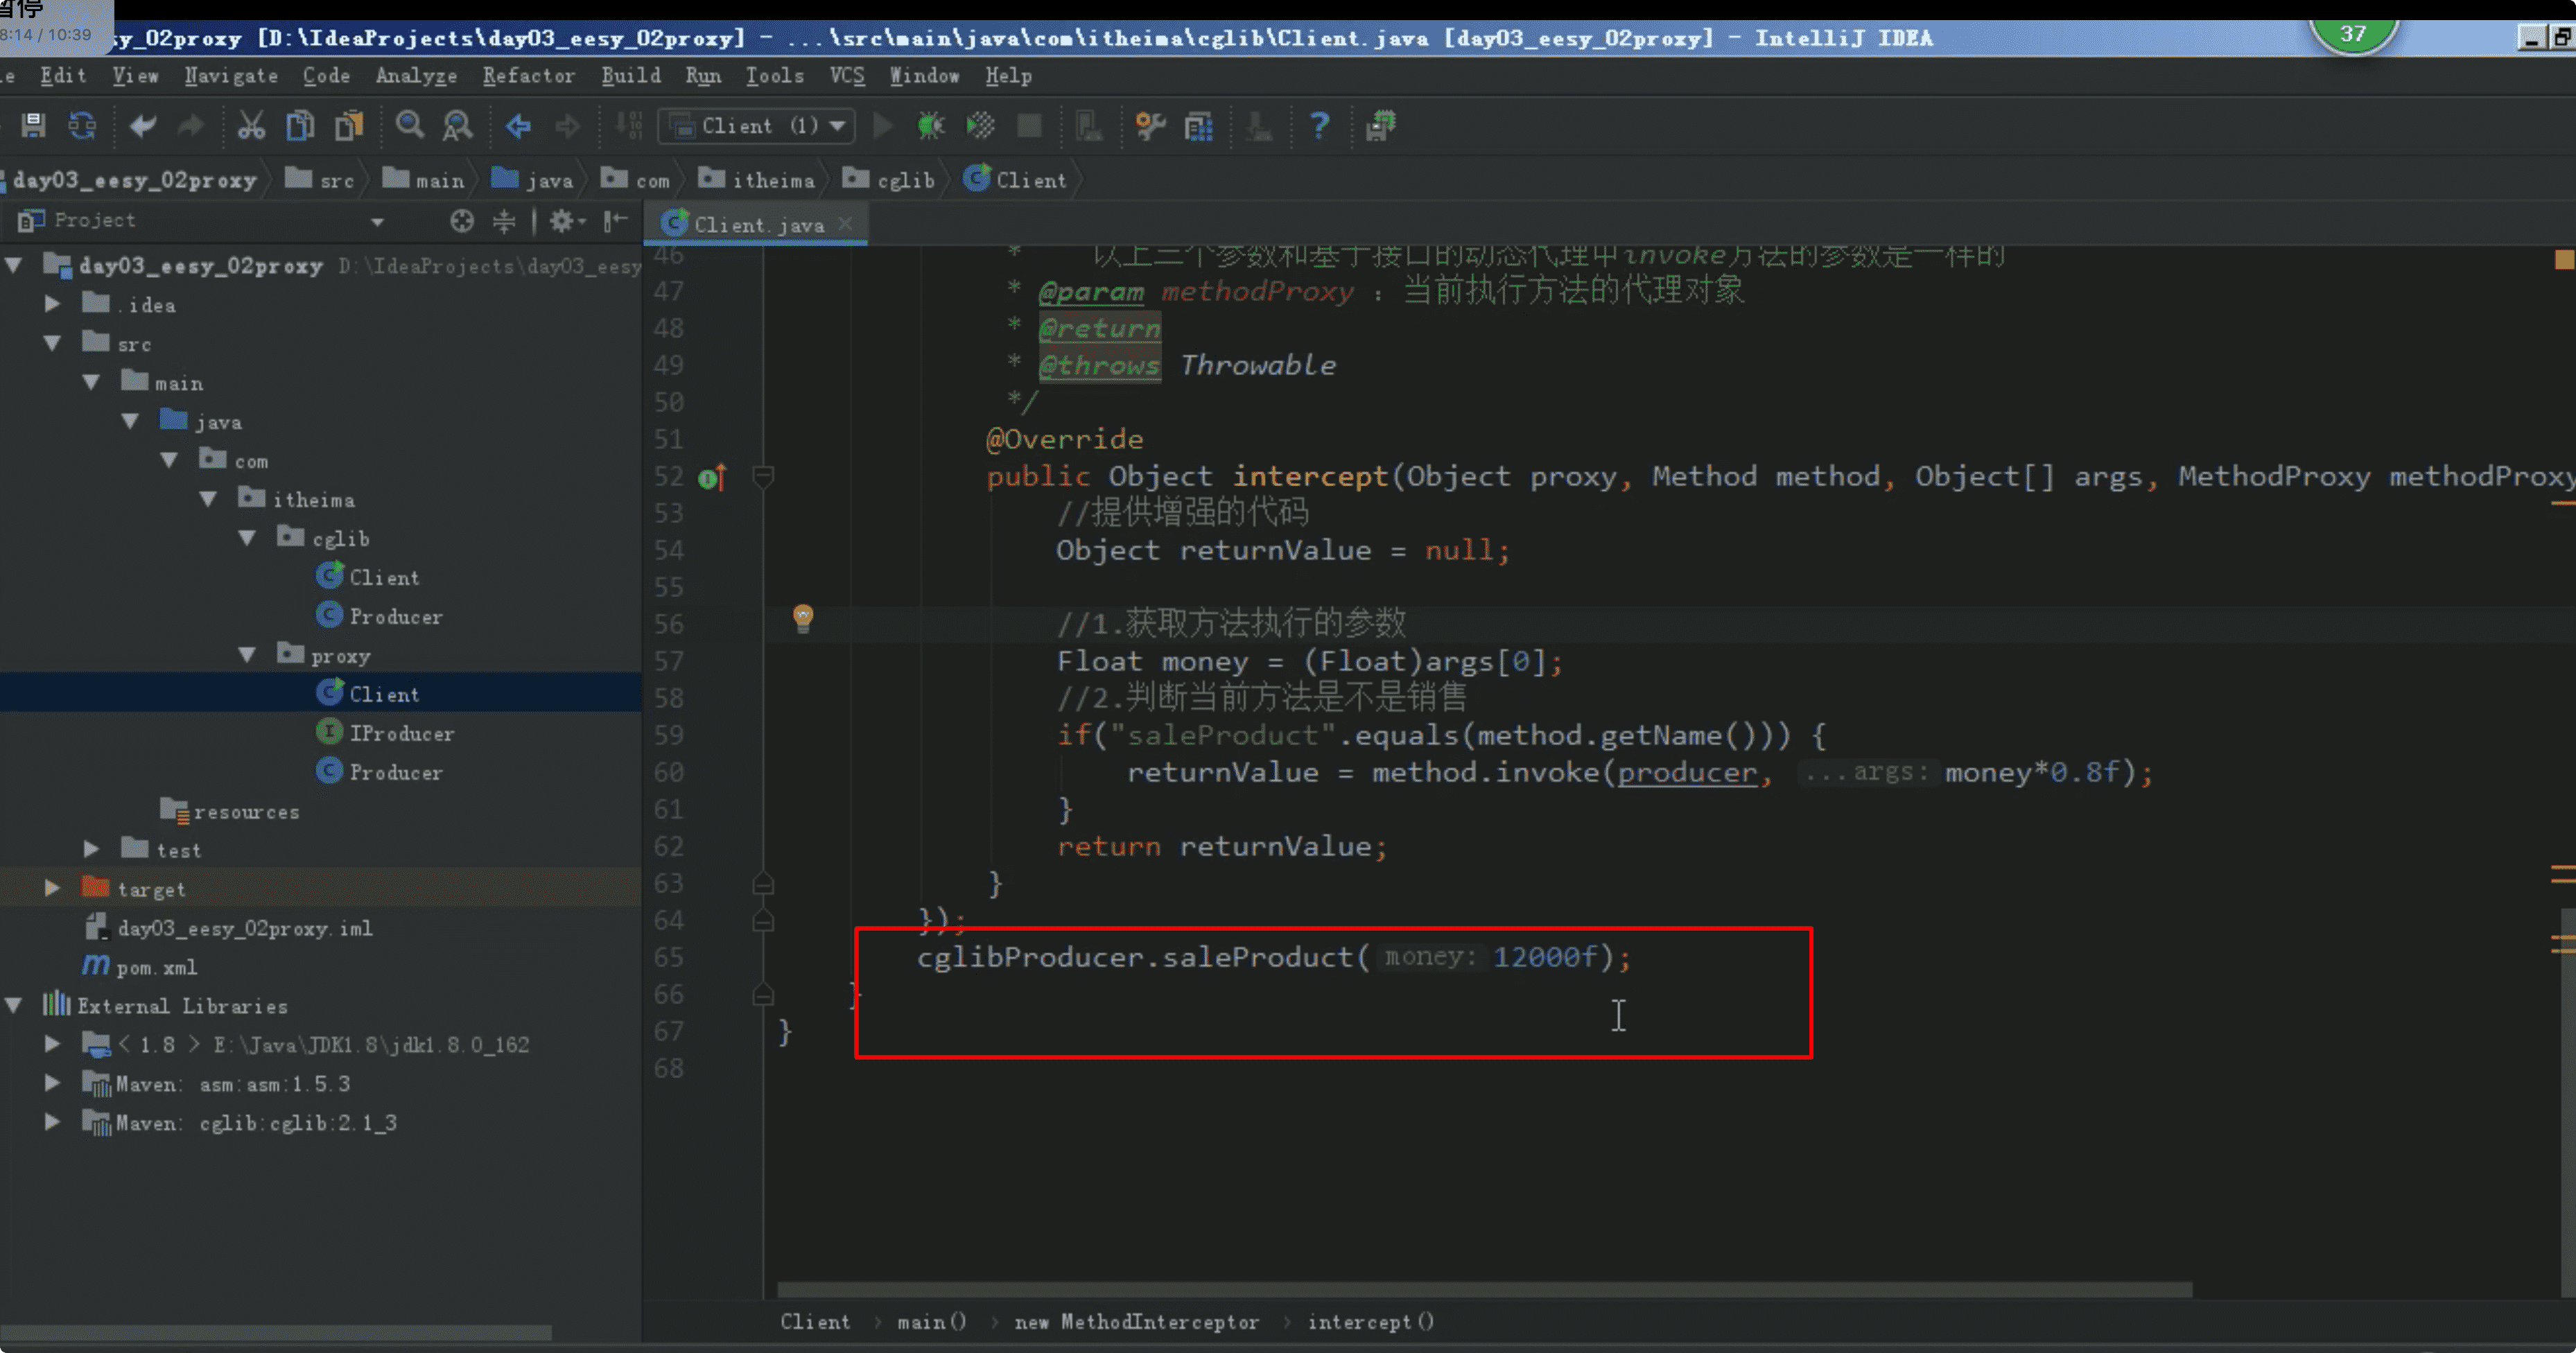 暂停
8:14 / 10:39
sy_02proxy [D:\IdeaProjects\day03_eesy_02proxy] - ...\src\main\java\com\itheima\cglib\Client.java [day03_eesy_02proxy] - IntelliJ IDEA
37
Edit View Navigate Code Analyze Refactor Build Run Tools VCS Window Help
Client (1)
day03_eesy_02proxy src main java com itheima cglib Client
Project
Client.java
day03_eesy_02proxy D:\IdeaProjects\day03_eesy
.idea
src
main
java
com
itheima
cglib
Client
Producer
proxy
Client
IProducer
Producer
resources
test
target
day03_eesy_02proxy.iml
pom.xml
External Libraries
< 1.8 > E:\Java\JDK1.8\jdk1.8.0_162
Maven: asm:asm:1.5.3
Maven: cglib:cglib:2.1_3
46 * 以上三个参数和基于接口的动态代理中invoke方法的参数是一样的
47 * @param methodProxy : 当前执行方法的代理对象
48 * @return
49 * @throws Throwable
50 */
51 @Override
52 public Object intercept(Object proxy, Method method, Object[] args, MethodProxy methodProxy
53 //提供增强的代码
54 Object returnValue = null;
55
56 //1.获取方法执行的参数
57 Float money = (Float)args[0];
58 //2.判断当前方法是不是销售
59 if("saleProduct".equals(method.getName())) {
60 returnValue = method.invoke(producer, ...args: money*0.8f);
61 }
62 return returnValue;
63 }
64 });
65 cglibProducer.saleProduct( money: 12000f);
66 }
67 }
68
Client > main() > new MethodInterceptor > intercept()